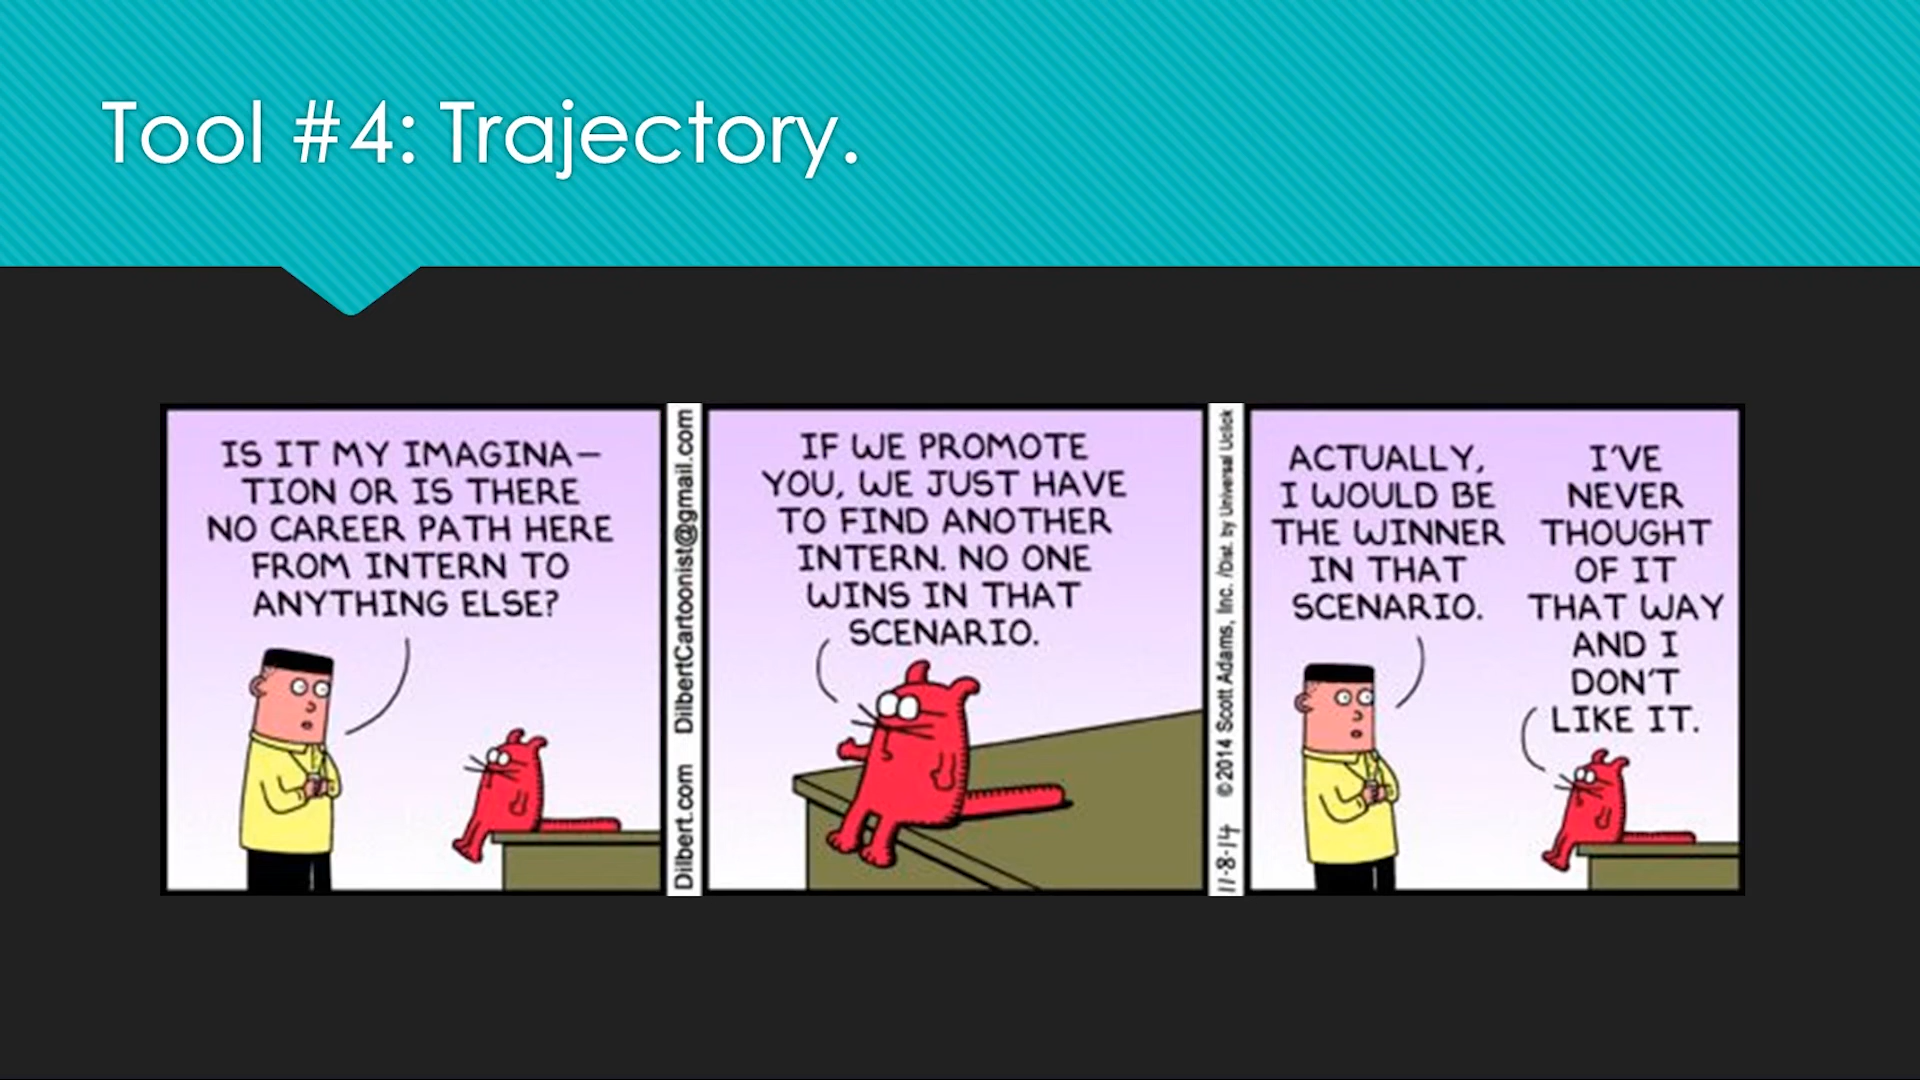 Tool #4: Trajectory.
IS IT MY IMAGINA–
TION OR IS THERE
NO CAREER PATH HERE
FROM INTERN TO
ANYTHING ELSE?
Dilbert.com DilbertCartoonist@gmail.com
IF WE PROMOTE
YOU, WE JUST HAVE
TO FIND ANOTHER
INTERN. NO ONE
WINS IN THAT
SCENARIO.
11-8-14 ©2014 Scott Adams, Inc. /Dist. by Universal Uclick
ACTUALLY,
I WOULD BE
THE WINNER
IN THAT
SCENARIO.
I'VE
NEVER
THOUGHT
OF IT
THAT WAY
AND I
DON'T
LIKE IT.